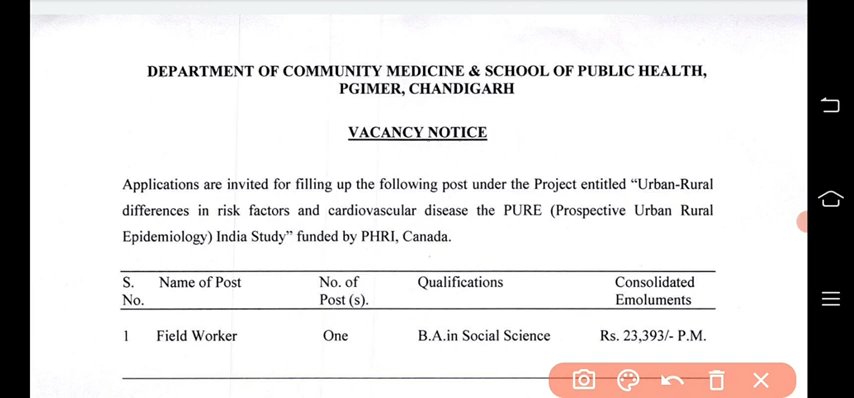 DEPARTMENT OF COMMUNITY MEDICINE & SCHOOL OF PUBLIC HEALTH,
PGIMER, CHANDIGARH
VACANCY NOTICE
Applications are invited for filling up the following post under the Project entitled “Urban-Rural
differences in risk factors and cardiovascular disease the PURE (Prospective Urban Rural
Epidemiology) India Study” funded by PHRI, Canada.
S. No. Name of Post No. of Post (s). Qualifications Consolidated Emoluments
1 Field Worker One B.A.in Social Science Rs. 23,393/- P.M.